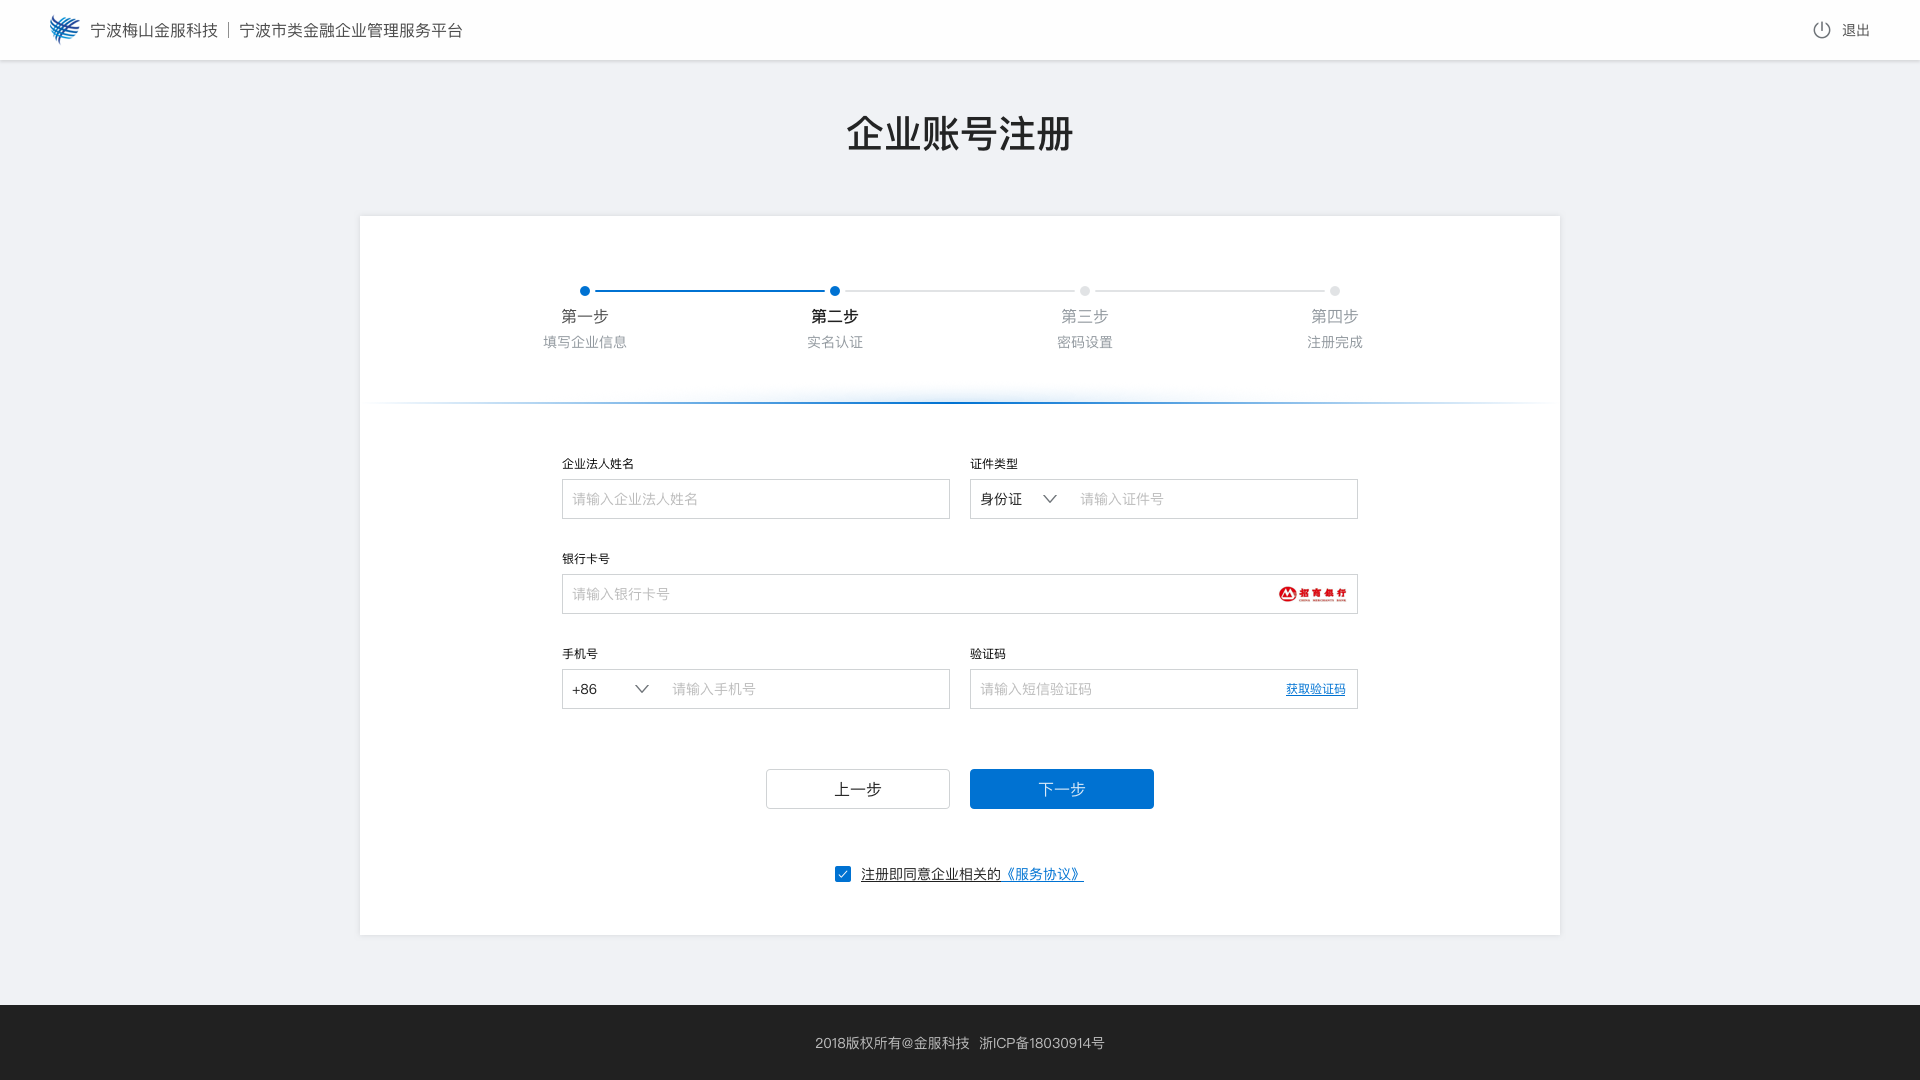 宁波梅山金服科技 | 宁波市类金融企业管理服务平台
退出
企业账号注册
第一步
填写企业信息
第二步
实名认证
第三步
密码设置
第四步
注册完成
企业法人姓名
请输入企业法人姓名
证件类型
身份证
请输入证件号
银行卡号
请输入银行卡号
招商银行
手机号
+86
请输入手机号
验证码
请输入短信验证码
获取验证码
上一步
下一步
注册即同意企业相关的《服务协议》
2018版权所有@金服科技 浙ICP备18030914号